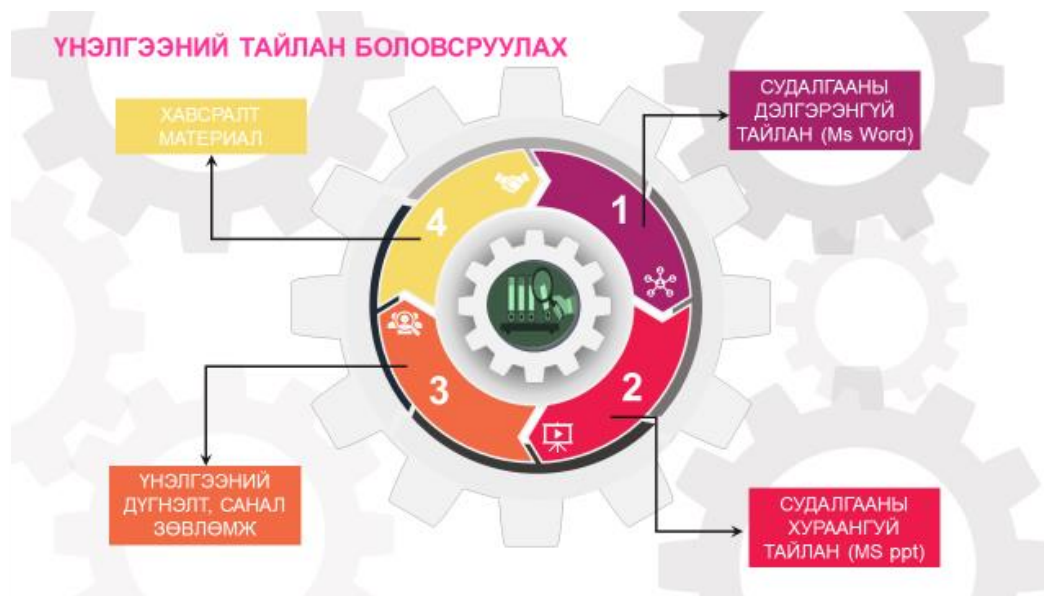 ҮНЭЛГЭЭНИЙ ТАЙЛАН БОЛОВСРУУЛАХ
ХАВСРАЛТ
МАТЕРИАЛ
СУДАЛГААНЫ
ДЭЛГЭРЭНГҮЙ
ТАЙЛАН (Ms Word)
4
1
3
2
ҮНЭЛГЭЭНИЙ
ДҮГНЭЛТ, САНАЛ
ЗӨВЛӨМЖ
СУДАЛГААНЫ
ХУРААНГУЙ
ТАЙЛАН (MS ppt)